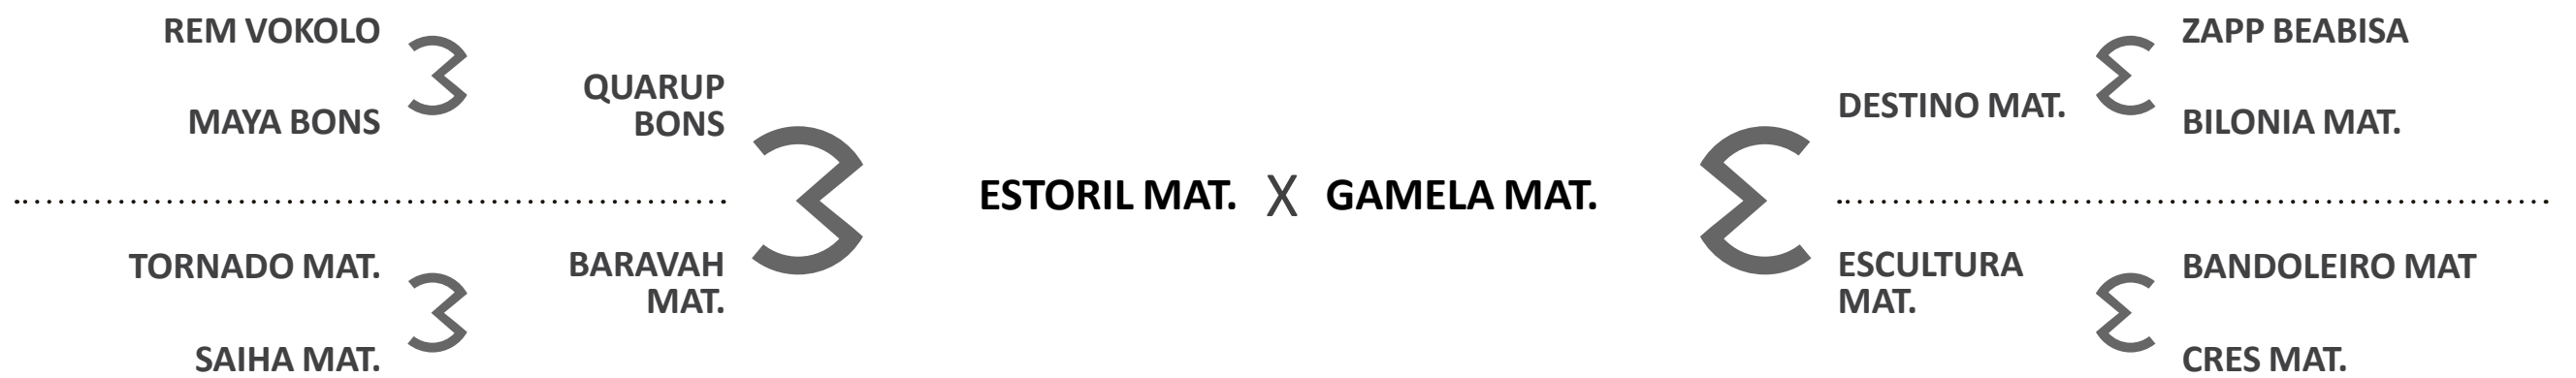 REM VOKOLO
MAYA BONS
QUARUP
BONS
TORNADO MAT.
SAIHA MAT.
BARAVAH
MAT.
ESTORIL MAT. X GAMELA MAT.
DESTINO MAT.
ZAPP BEABISA
BILONIA MAT.
ESCULTURA
MAT.
BANDOLEIRO MAT
CRES MAT.